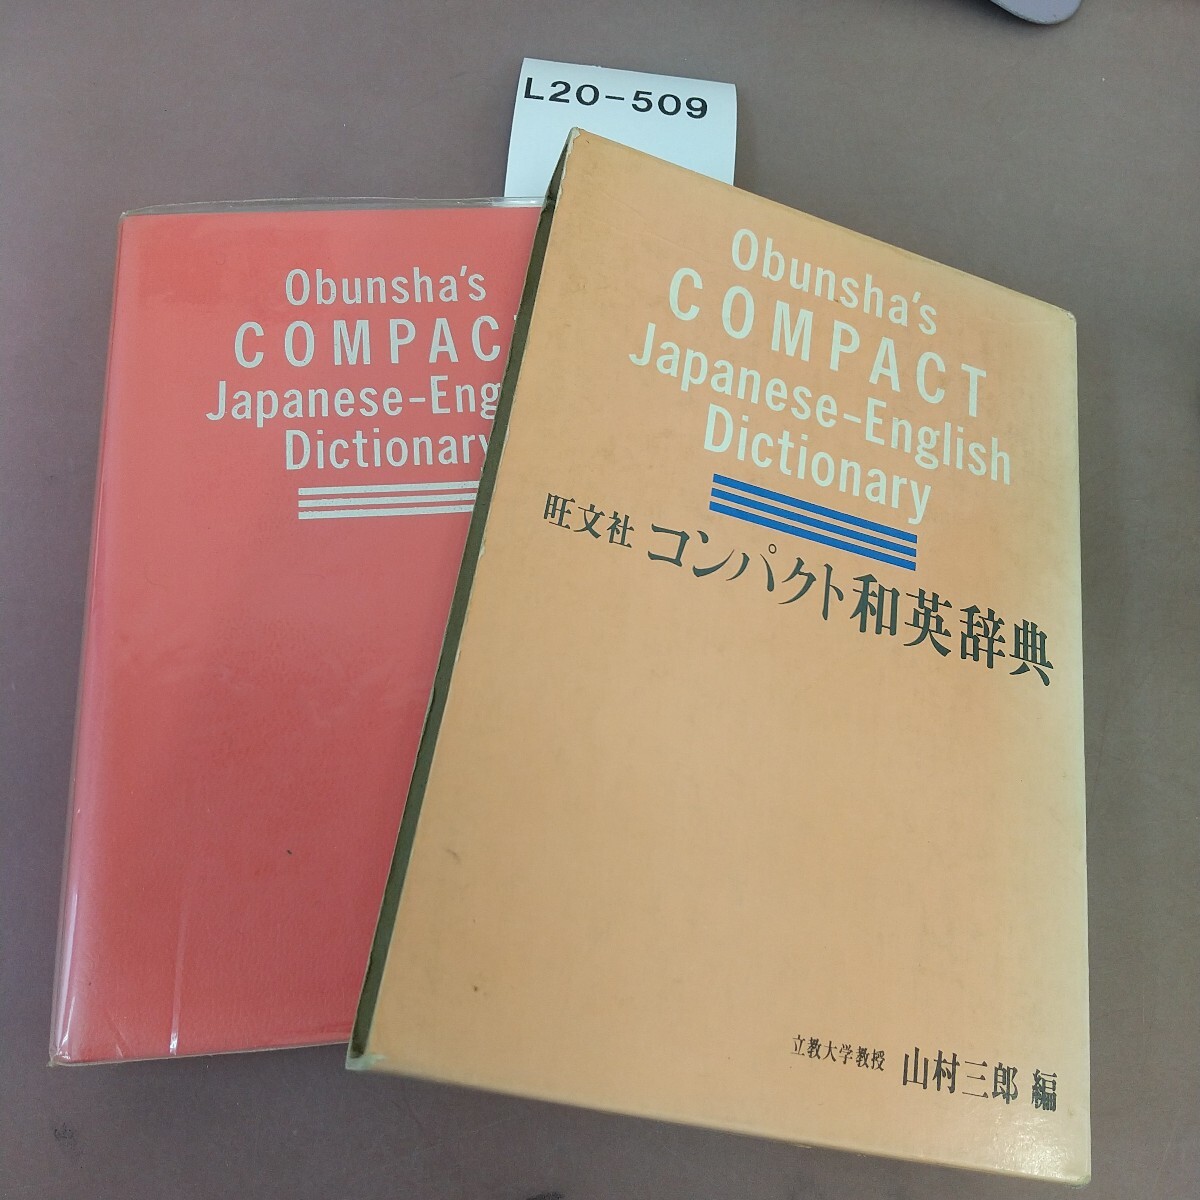 L20-509
Obunsha's
COMPACT
Japanese-Eng
Dictionary
Obunsha's
COMPACT
Japanese-English
Dictionary
旺文社 コンパクト和英辞典
立教大学教授 山村三郎 編